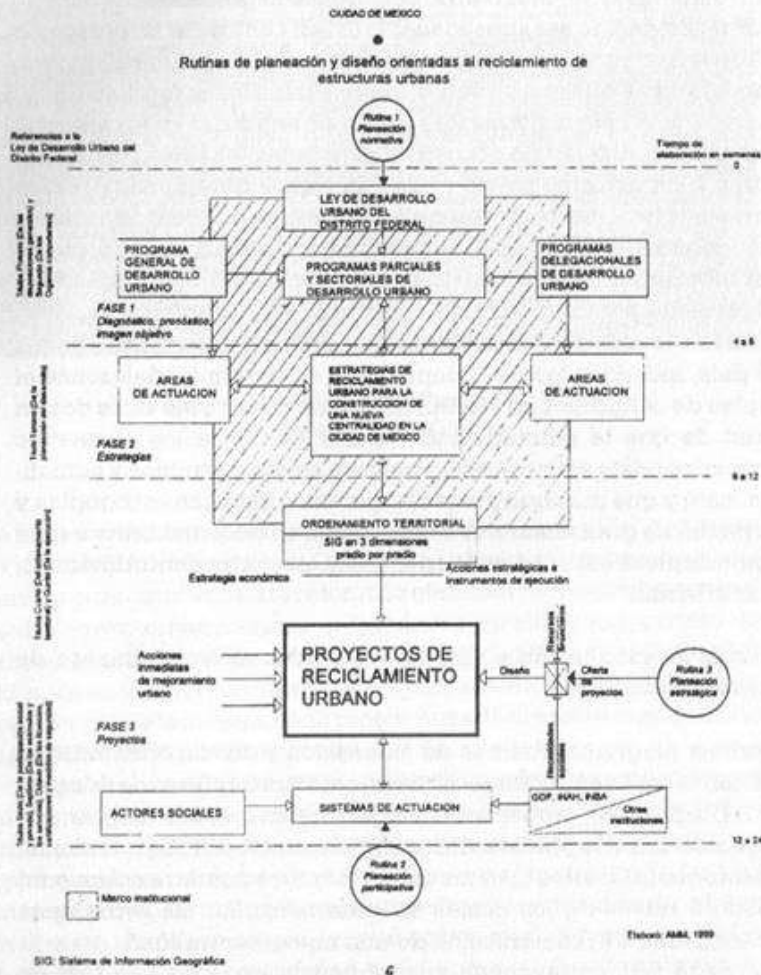 CIUDAD DE MEXICO
Rutinas de planeación y diseño orientadas al reciclamiento de
estructuras urbanas
Referencias a la
Ley de Desarrollo Urbano del
Distrito Federal
Rutina 1
Planeación
normativa
Tiempo de
elaboración en semanas
0
LEY DE DESARROLLO
URBANO DEL
DISTRITO FEDERAL
PROGRAMA
GENERAL DE
DESARROLLO
URBANO
PROGRAMAS PARCIALES
Y SECTORIALES DE
DESARROLLO URBANO
PROGRAMAS
DELEGACIONALES
DE DESARROLLO
URBANO
FASE 1
Diagnóstico, pronóstico,
imagen objetivo
AREAS
DE ACTUACION
ESTRATEGIAS DE
RECICLAMIENTO
URBANO PARA LA
CONSTRUCCION DE
UNA NUEVA
CENTRALIDAD EN LA
CIUDAD DE MEXICO
AREAS
DE ACTUACION
FASE 2
Estrategias
ORDENAMIENTO TERRITORIAL
SIG en 3 dimensiones
predio por predio
Estrategia económica
Acciones estratégicas e
instrumentos de ejecución
Acciones
inmediatas
de mejoramiento
urbano
PROYECTOS DE
RECICLAMIENTO
URBANO
Diseño
Oferta
de
proyectos
Rutina 3
Planeación
estratégica
FASE 3
Proyectos
ACTORES SOCIALES
SISTEMAS DE ACTUACION
GDF, INAH, INBA
Otras
instituciones
12 a 24
Rutina 2
Planeación
participativa
Marco institucional
Elaboró: AMM, 1999
SIG: Sistema de Información Geográfica